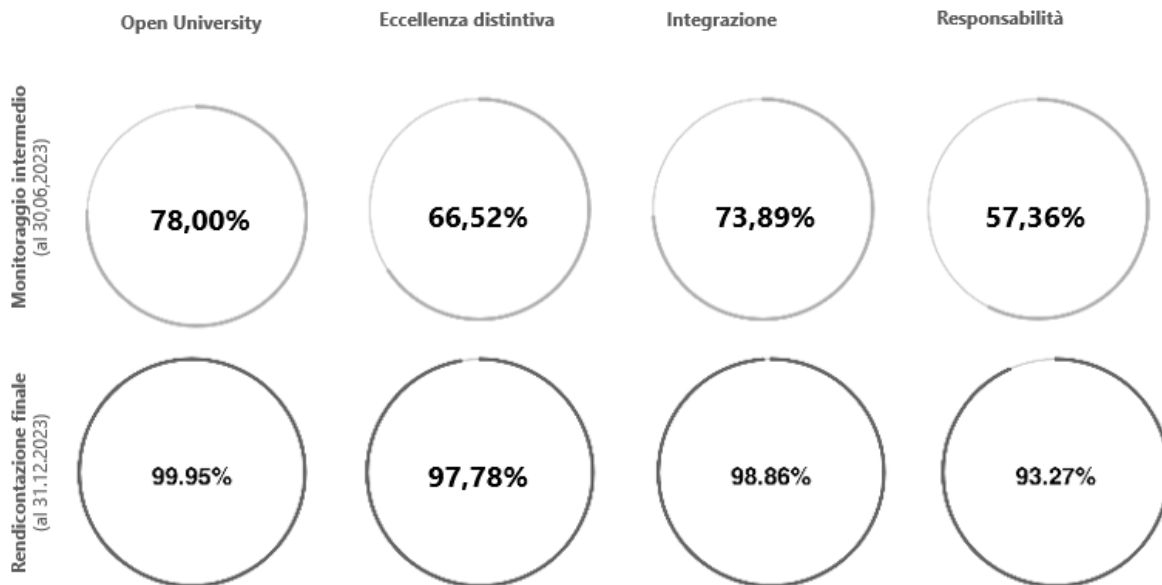 Open University
Eccellenza distintiva
Integrazione
Responsabilità
Monitoraggio intermedio
(al 30,06,2023)
78,00%
66,52%
73,89%
57,36%
Rendicontazione finale
(al 31.12.2023)
99.95%
97,78%
98.86%
93.27%